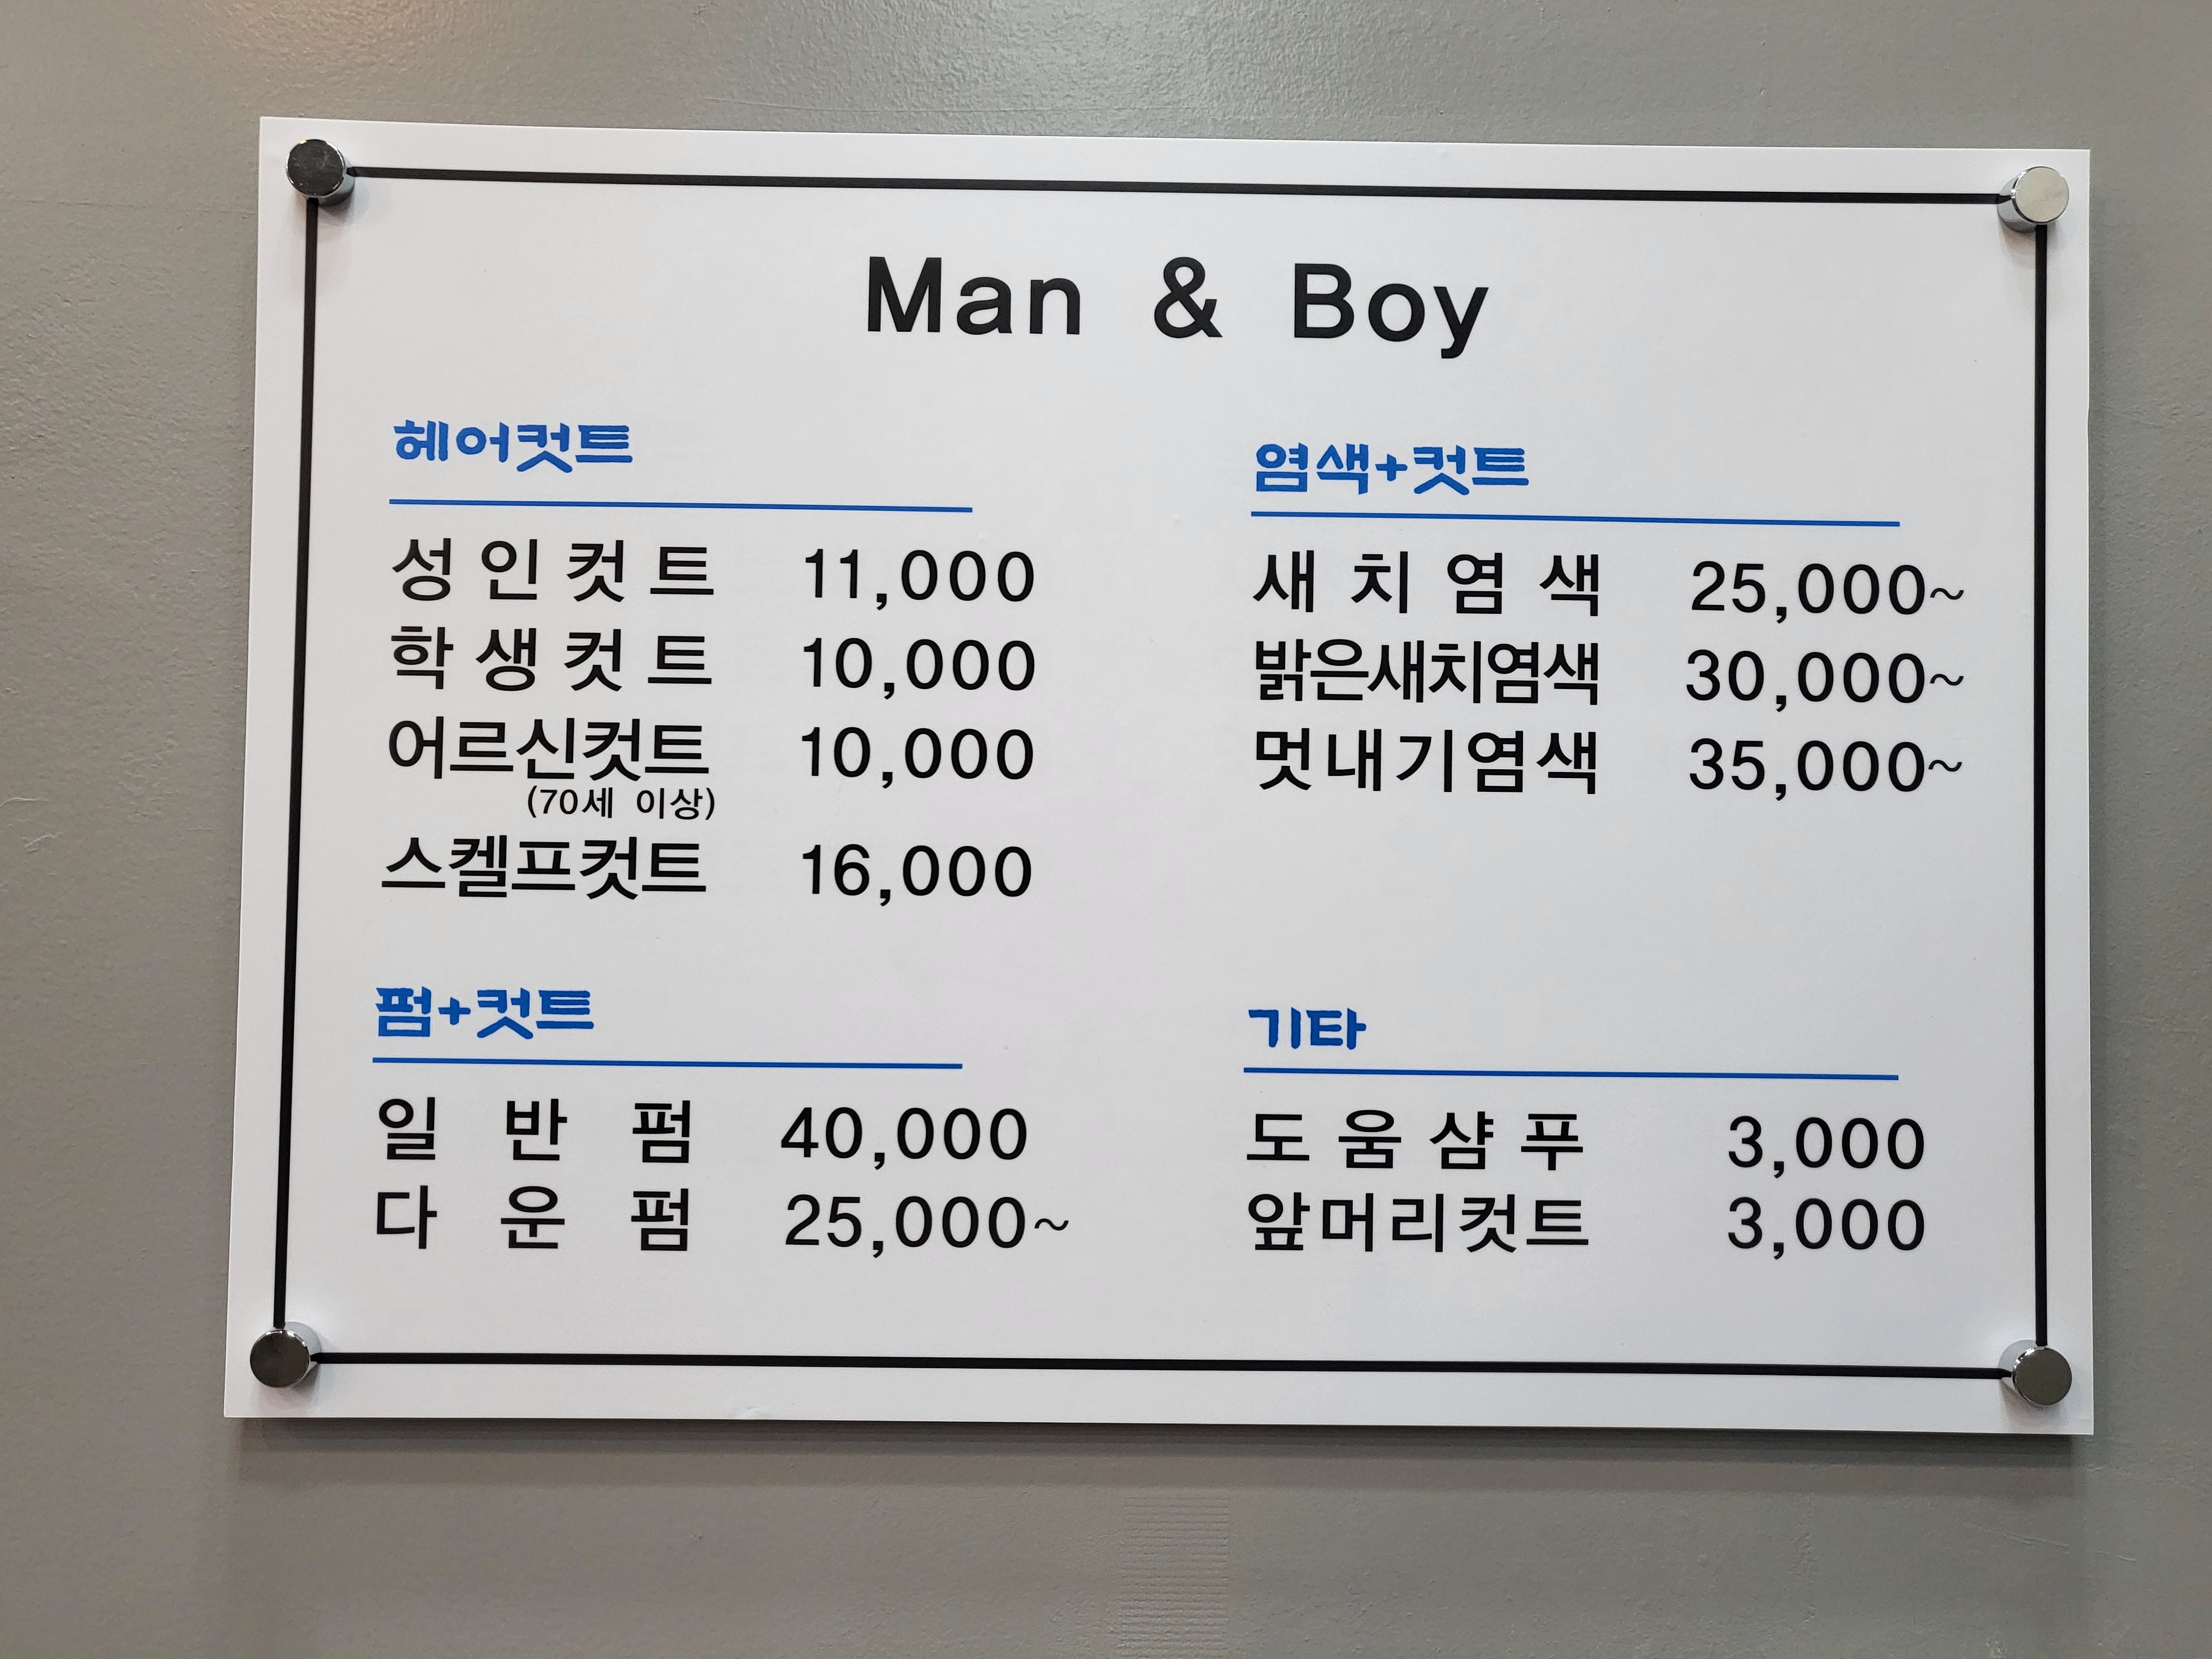 Man & Boy
헤어컷트
성인컷트 11,000
학생컷트 10,000
어르신컷트 10,000
(70세 이상)
스켈프컷트 16,000
염색+컷트
새치염색 25,000~
밝은새치염색 30,000~
멋내기염색 35,000~
펌+컷트
일반펌 40,000
다운펌 25,000~
기타
도움샴푸 3,000
앞머리컷트 3,000